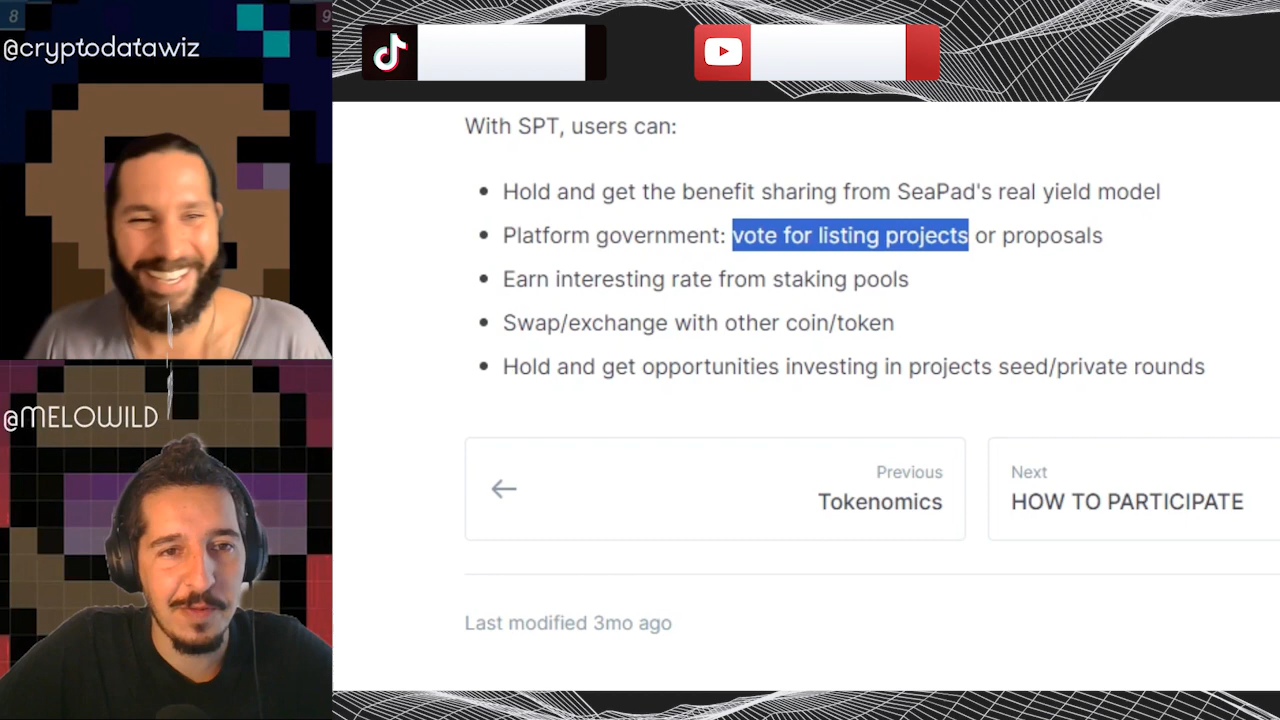 8
9
@cryptodatawiz
With SPT, users can:
Hold and get the benefit sharing from SeaPad's real yield model
Platform government: vote for listing projects or proposals
Earn interesting rate from staking pools
Swap/exchange with other coin/token
Hold and get opportunities investing in projects seed/private rounds
@MELOWILD
Previous
Tokenomics
Next
HOW TO PARTICIPATE
Last modified 3mo ago